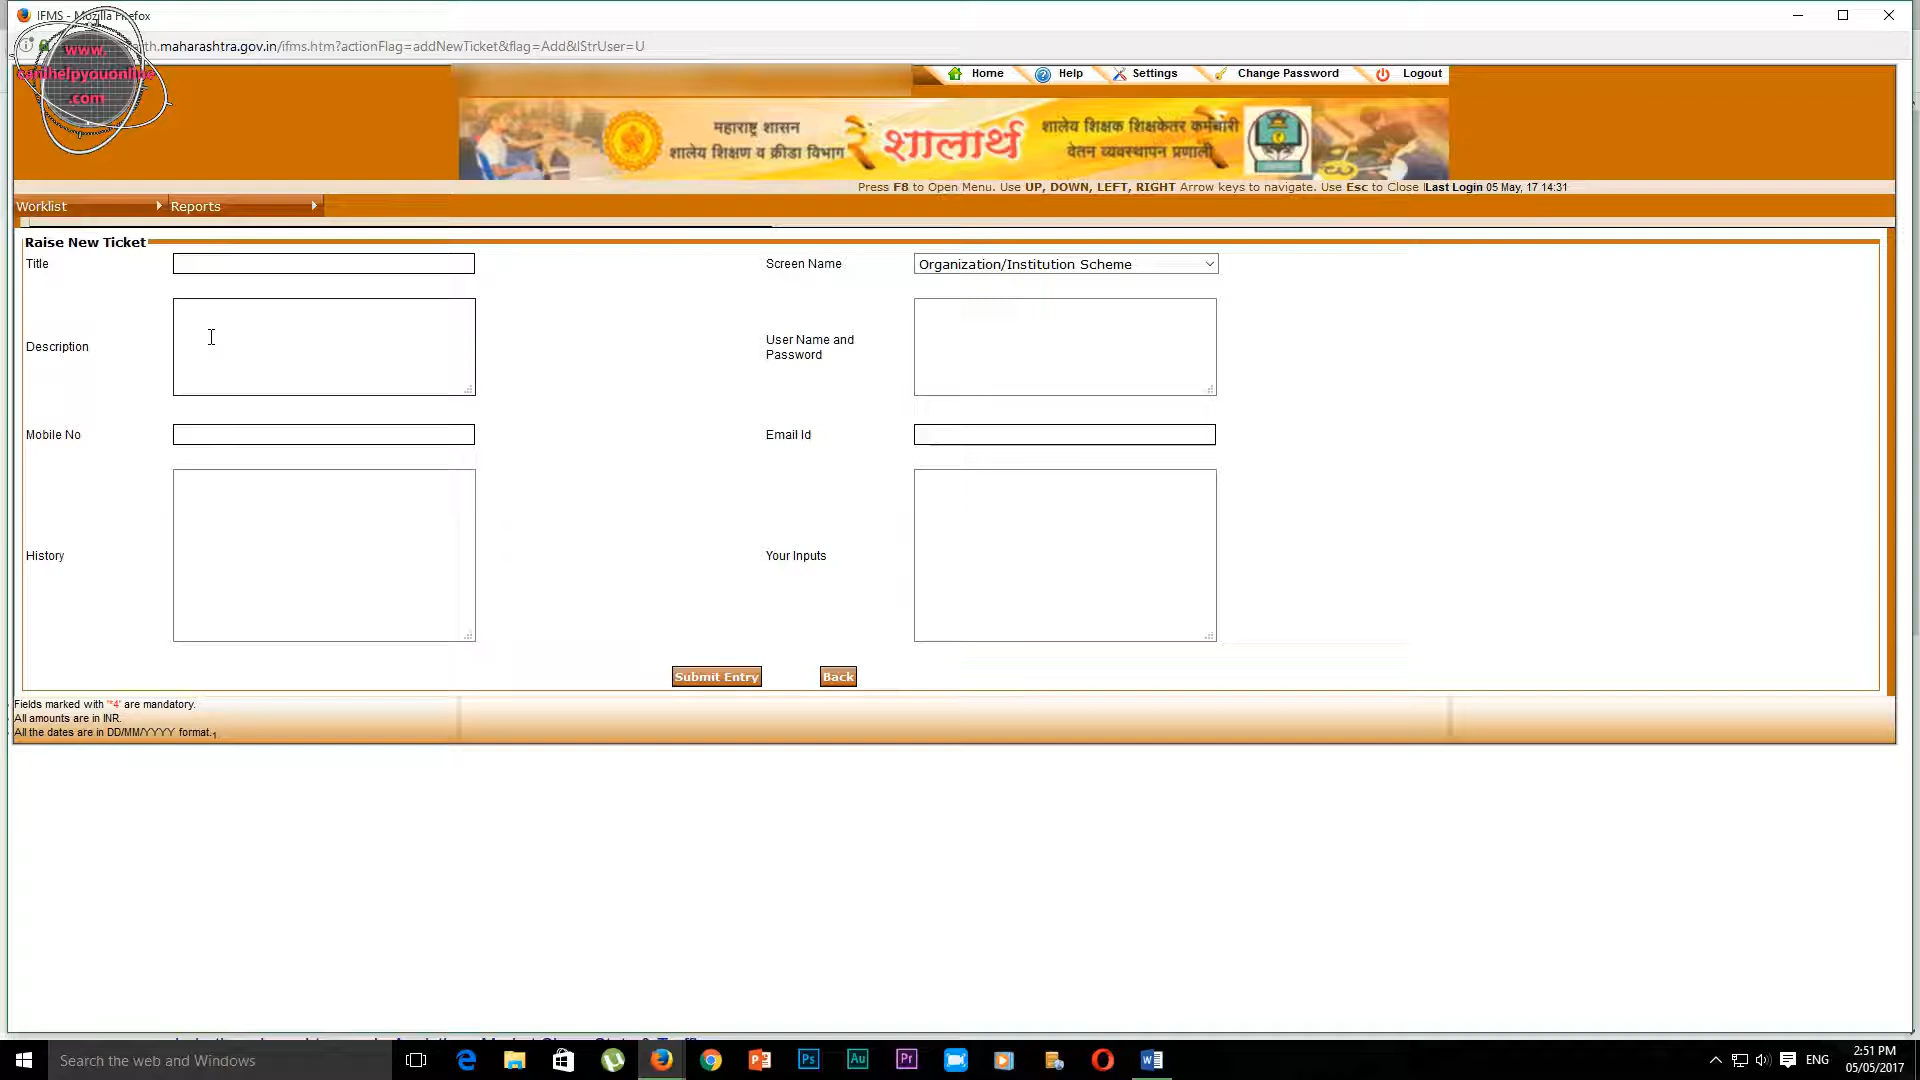 IFMS - Mozilla Firefox
www.
canihelpyouonline
.com
th.maharashtra.gov.in/ifms.htm?actionFlag=addNewTicket&flag=Add&lStrUser=U
Home
Help
Settings
Change Password
Logout
महाराष्ट्र शासन
शालेय शिक्षण व क्रीडा विभाग
शालार्थ
शालेय शिक्षक शिक्षकेतर कर्मचारी
वेतन व्यवस्थापन प्रणाली
Press F8 to Open Menu. Use UP, DOWN, LEFT, RIGHT Arrow keys to navigate. Use Esc to Close
Last Login 05 May, 17 14:31
Worklist
Reports
Raise New Ticket
Title
Screen Name
Organization/Institution Scheme
Description
User Name and
Password
Mobile No
Email Id
History
Your Inputs
Submit Entry
Back
Fields marked with '*4' are mandatory.
All amounts are in INR.
All the dates are in DD/MM/YYYY format.1
Search the web and Windows
ENG
2:51 PM
05/05/2017